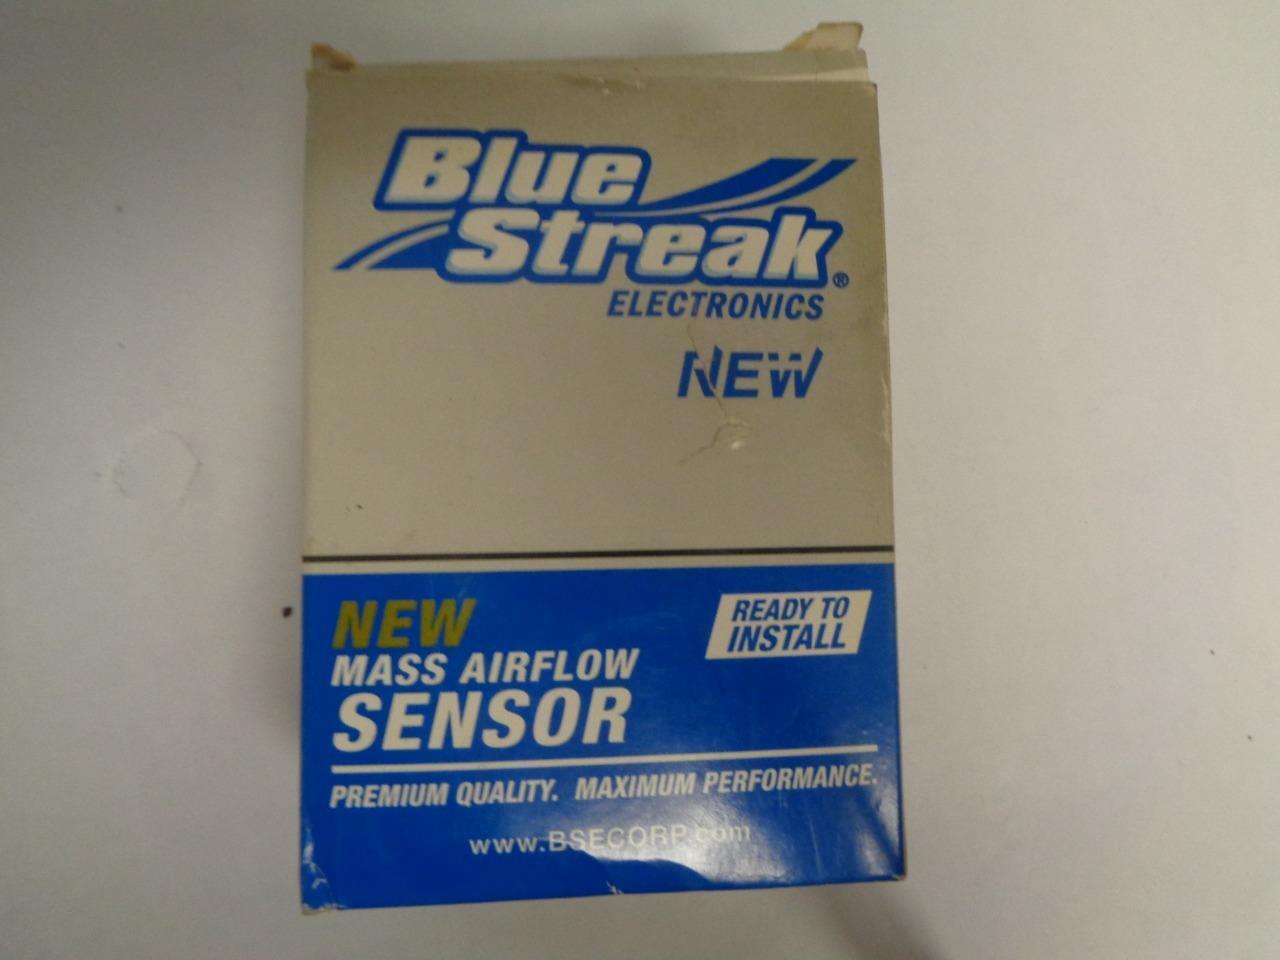 Blue
Streak®
ELECTRONICS
NEW
NEW
MASS AIRFLOW
SENSOR
READY TO
INSTALL
PREMIUM QUALITY. MAXIMUM PERFORMANCE.
www.BSECORP.com